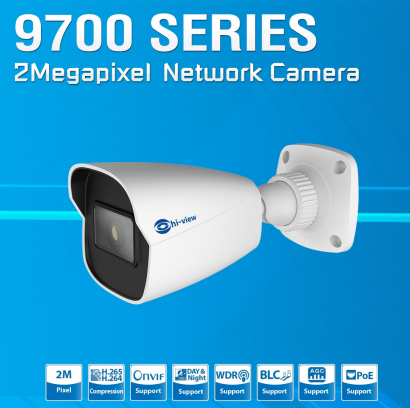 9700 SERIES
2Megapixel Network Camera
hi-view
2M
Pixel
H.265
H.264
Compression
ONVIF
Support
DAY &
Night
Support
WDR
Support
BLC
Support
AGC
Support
PoE
Support